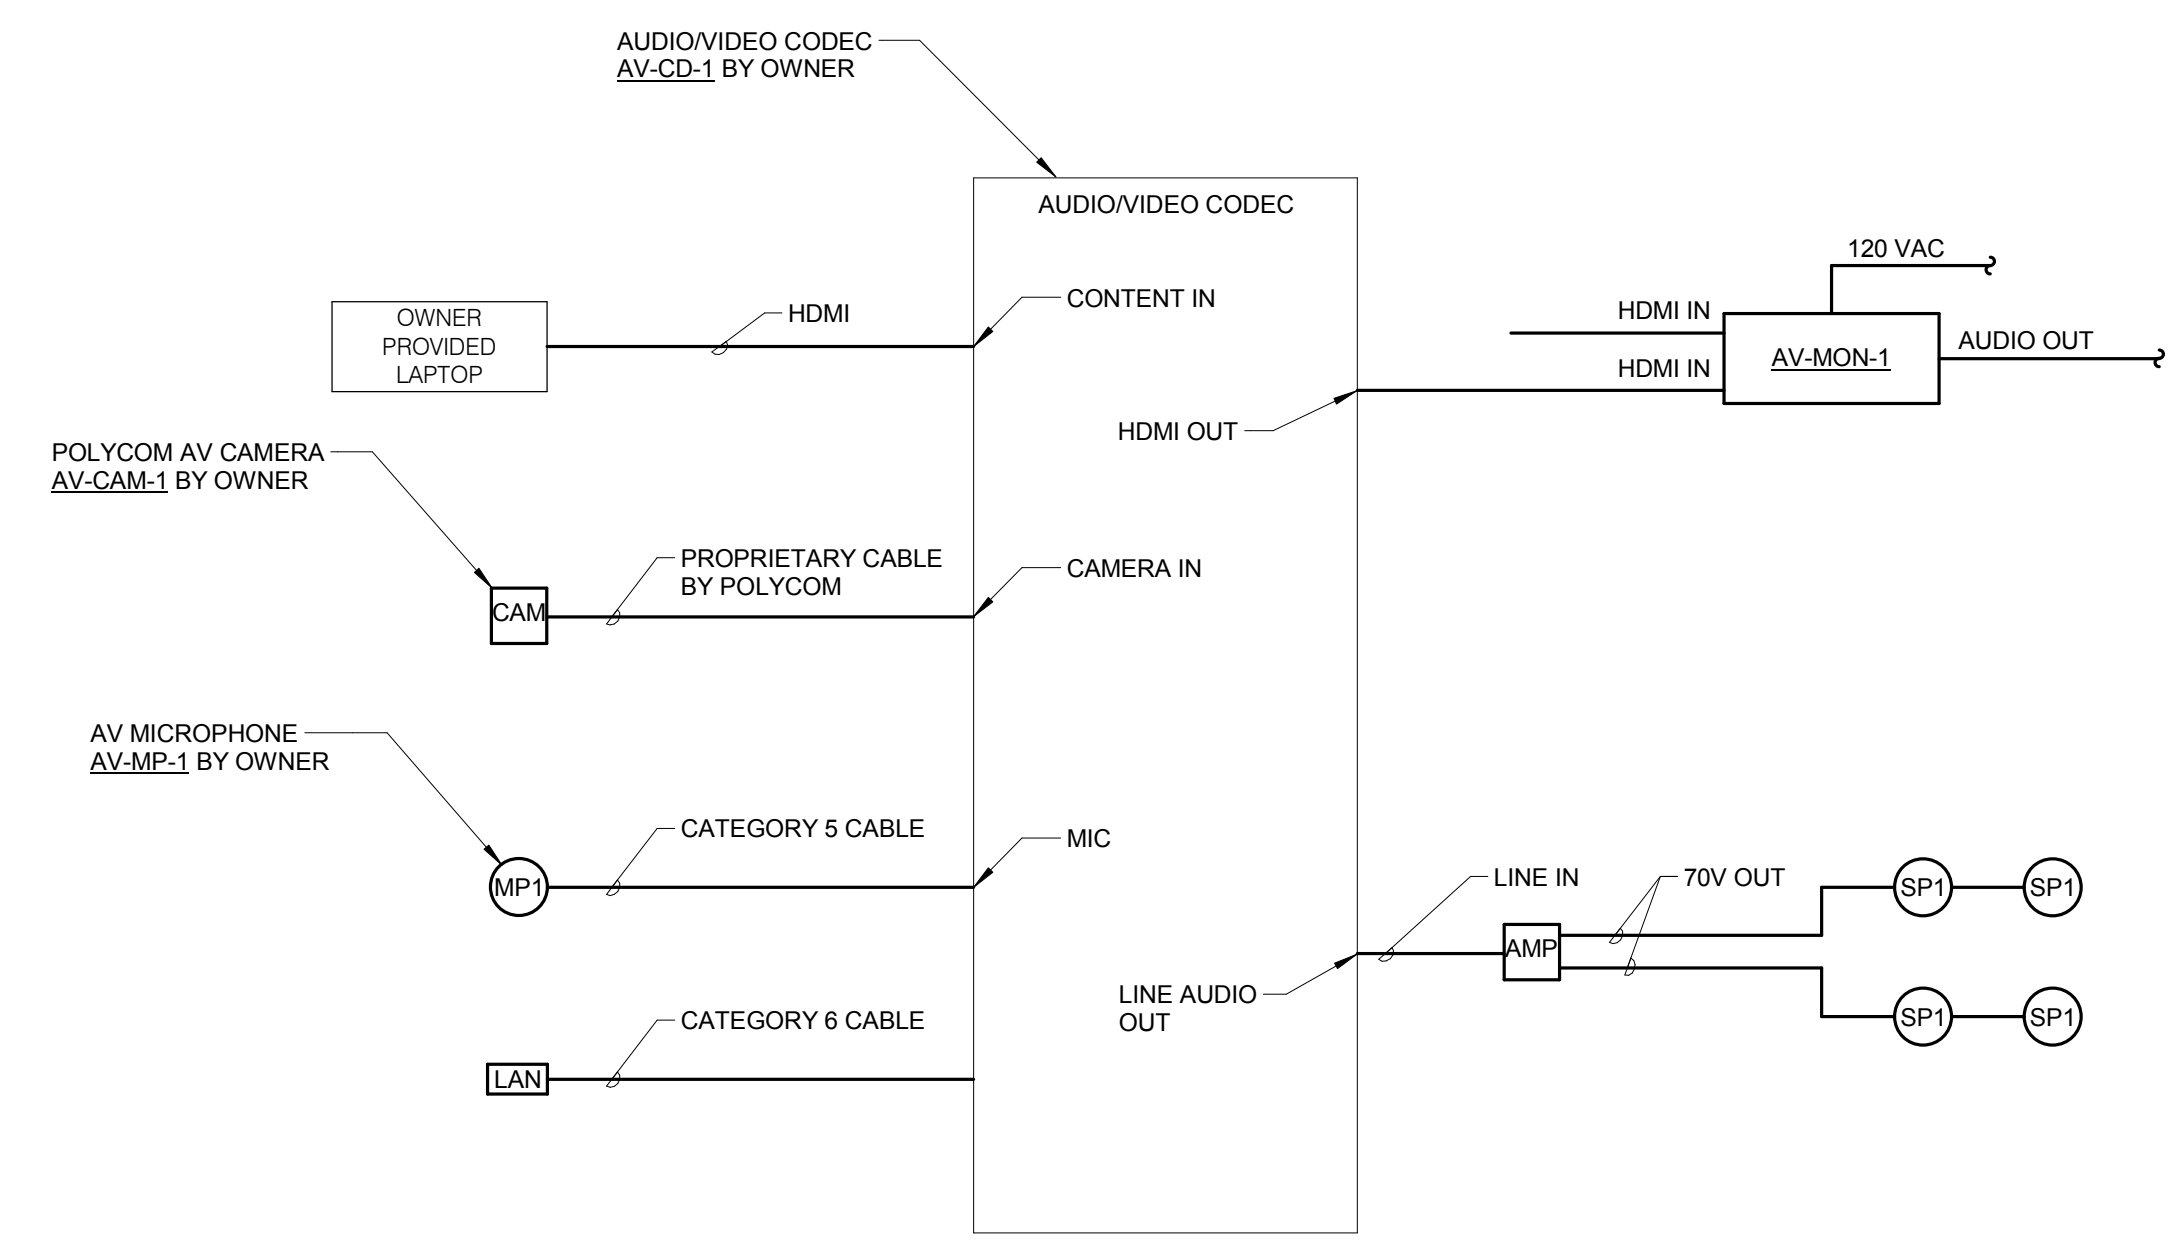 AUDIO/VIDEO CODEC
AV-CD-1 BY OWNER
AUDIO/VIDEO CODEC
OWNER
PROVIDED
LAPTOP
HDMI
CONTENT IN
120 VAC
HDMI IN
HDMI IN
AV-MON-1
AUDIO OUT
HDMI OUT
POLYCOM AV CAMERA
AV-CAM-1 BY OWNER
CAM
PROPRIETARY CABLE
BY POLYCOM
CAMERA IN
AV MICROPHONE
AV-MP-1 BY OWNER
MP1
CATEGORY 5 CABLE
MIC
LINE IN
70V OUT
SP1
SP1
AMP
LINE AUDIO
OUT
SP1
SP1
CATEGORY 6 CABLE
LAN